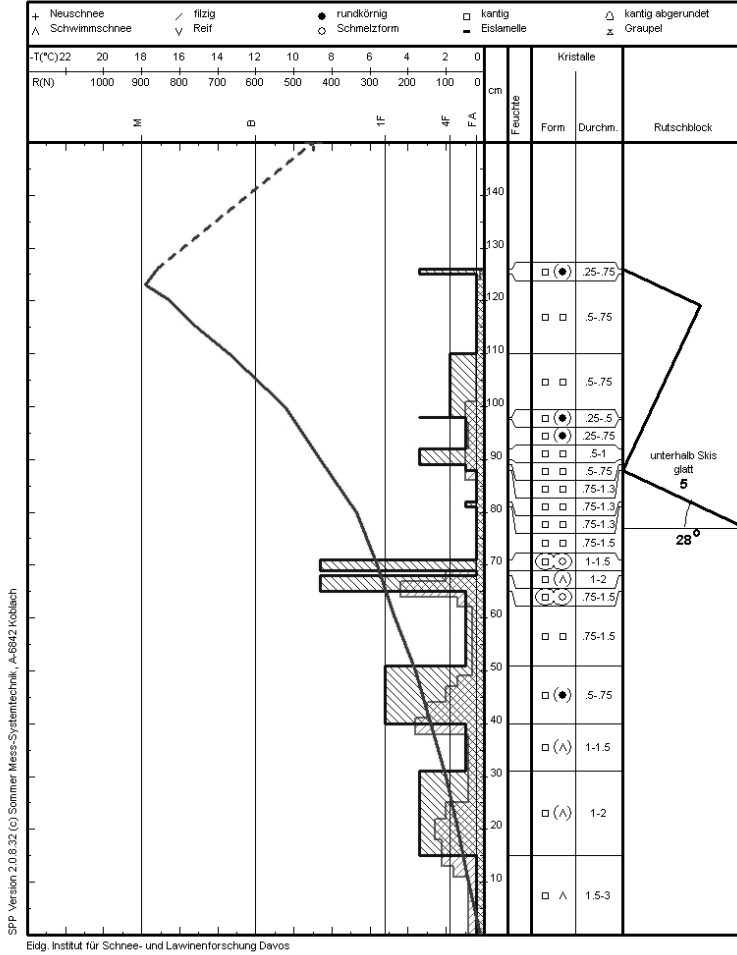 + Neuschnee / filzig ● rundkörnig □ kantig kantig abgerundet
∧ Schwimmschnee ∨ Reif ○ Schmelzform Eislamelle Graupel
-T(°C) 22 20 18 16 14 12 10 8 6 4 2 0
R(N) 1000 900 800 700 600 500 400 300 200 100 0
cm
Feuchte
Kristalle
Form Durchm. Rutschblock
M B 1F 4F F A
140
130
120
110
100
90
80
70
60
50
40
30
20
10
□ (●) .25-.75
□ □ .5-.75
□ □ .5-.75
□ (●) .25-.5
□ (●) .25-.75
□ □ .5-1
□ □ .5-.75
□ □ .75-1.3
□ □ .75-1.3
□ □ .75-1.3
□ □ .75-1.5
□ ○ 1-1.5
□ (∧) 1-2
□ ○ .75-1.5
□ □ .75-1.5
□ (●) .5-.75
□ (∧) 1-1.5
□ (∧) 1-2
□ ∧ 1.5-3
unterhalb Skis
glatt
5
28°
SPP Version 2.0.8.32 (c) Sommer Mess-Systemtechnik, A-6842 Koblach
Eidg. Institut für Schnee- und Lawinenforschung Davos